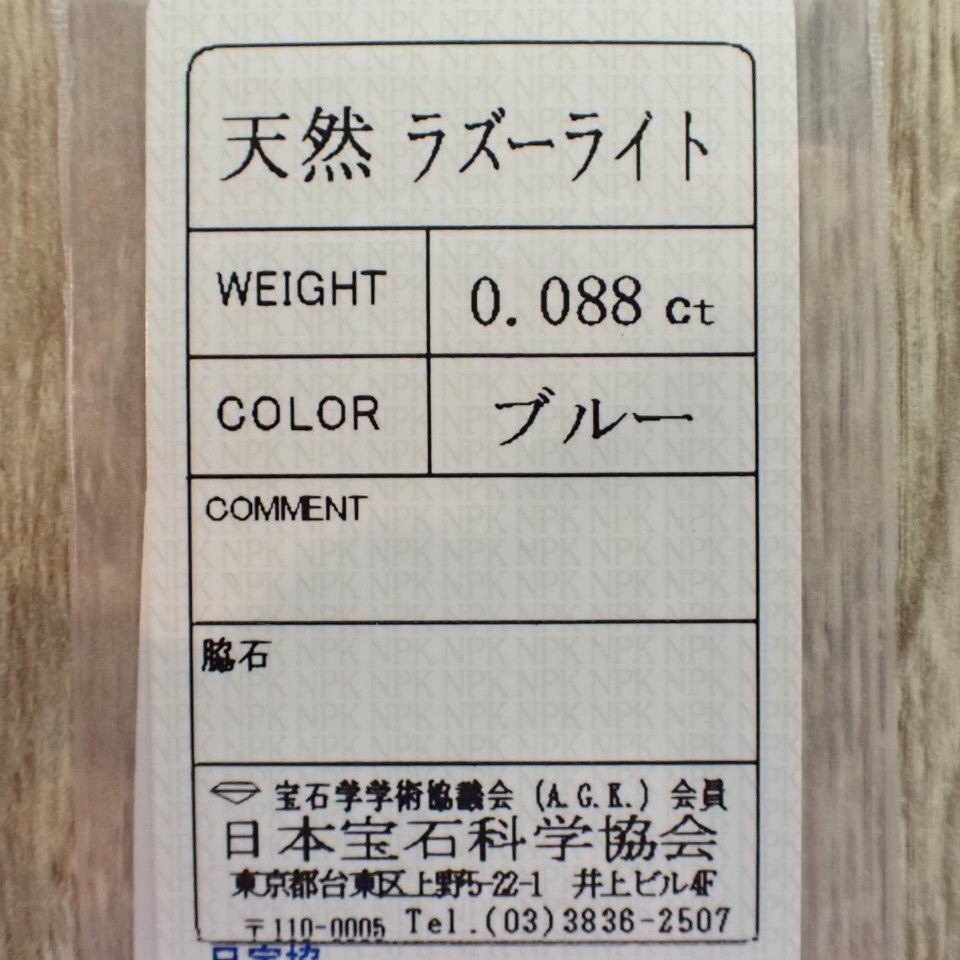 天然 ラズーライト
WEIGHT 0.088 ct
COLOR ブルー
COMMENT
脇石
宝石学学術協議会 (A.G.K.) 会員
日本宝石科学協会
東京都台東区上野5-22-1 井上ビル4F
〒110-0005 Tel.(03)3836-2507